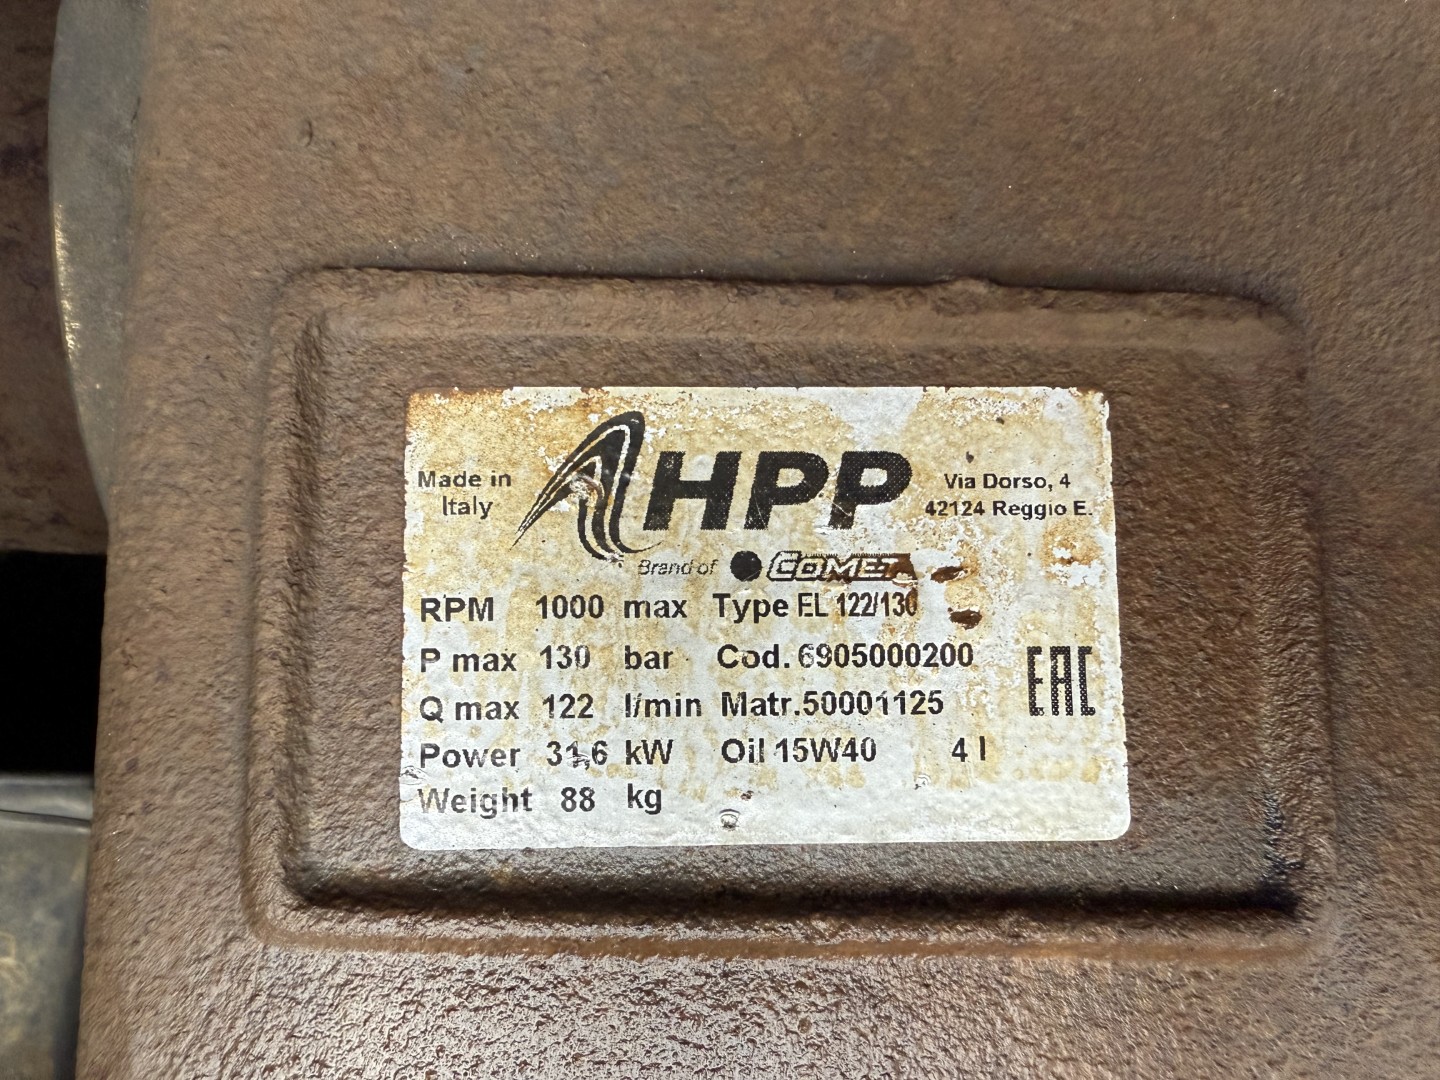 Made in
Italy
HPP
Via Dorso, 4
42124 Reggio E.
Brand of COMET
RPM 1000 max Type EL 122/130
P max 130 bar Cod. 6905000200
Q max 122 l/min Matr.50001125
Power 31,6 kW Oil 15W40 4 l
Weight 88 kg
EAC